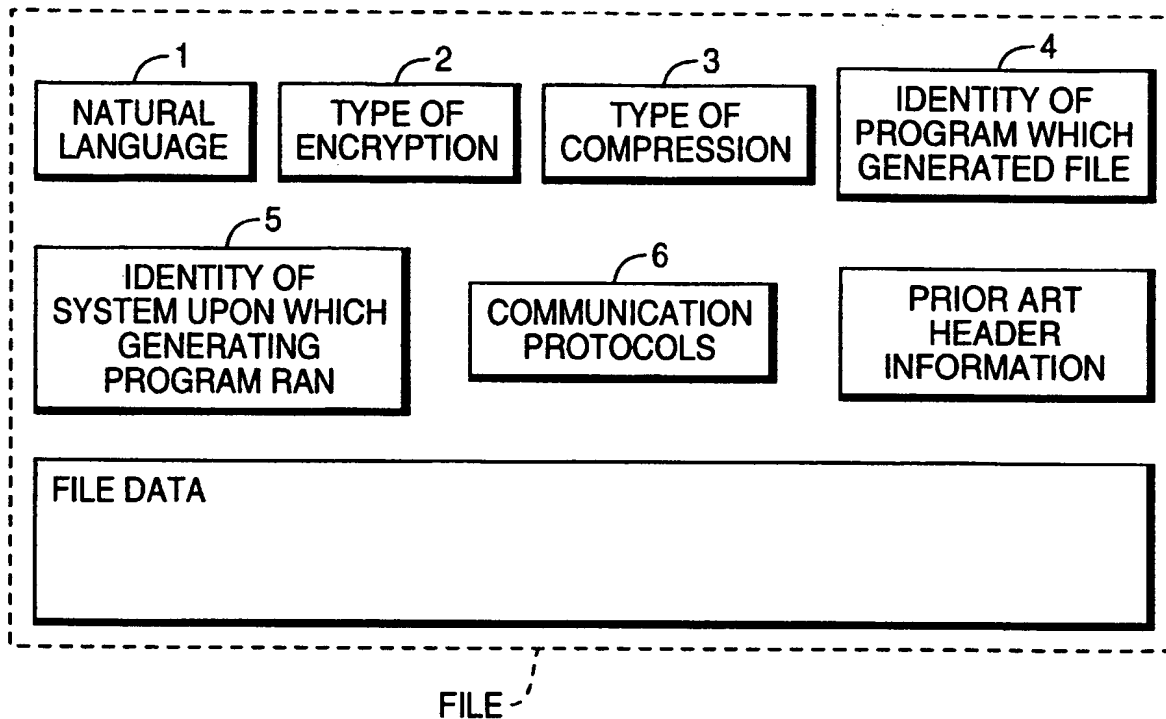 1
NATURAL
LANGUAGE
2
TYPE OF
ENCRYPTION
3
TYPE OF
COMPRESSION
4
IDENTITY OF
PROGRAM WHICH
GENERATED FILE
5
IDENTITY OF
SYSTEM UPON WHICH
GENERATING
PROGRAM RAN
6
COMMUNICATION
PROTOCOLS
PRIOR ART
HEADER
INFORMATION
FILE DATA
FILE